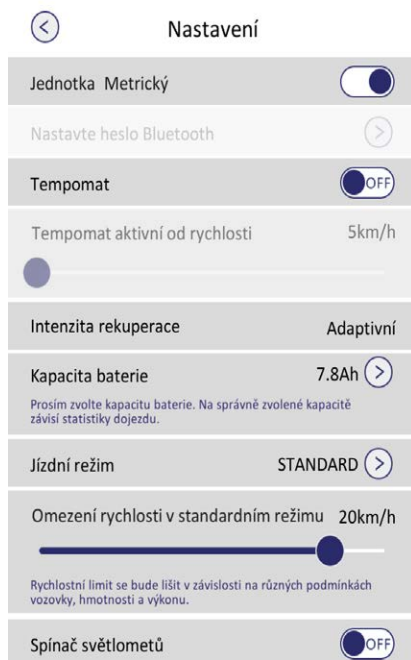 Nastavení
Jednotka Metrický
Nastavte heslo Bluetooth
Tempomat OFF
Tempomat aktivní od rychlosti 5km/h
Intenzita rekuperace Adaptivní
Kapacita baterie 7.8Ah
Prosím zvolte kapacitu baterie. Na správně zvolené kapacitě
závisí statistiky dojezdu.
Jízdní režim STANDARD
Omezení rychlosti v standardním režimu 20km/h
Rychlostní limit se bude lišit v závislosti na různých podmínkách
vozovky, hmotnosti a výkonu.
Spínač světlometů OFF